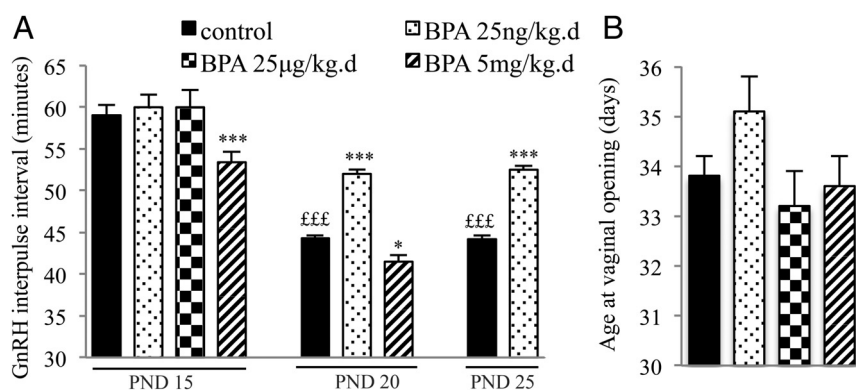 A
control
BPA 25ng/kg.d
BPA 25µg/kg.d
BPA 5mg/kg.d
GnRH interpulse interval (minutes)
65
60
55
50
45
40
35
30
***
£££
***
*
£££
***
PND 15
PND 20
PND 25
B
Age at vaginal opening (days)
36
35
34
33
32
31
30